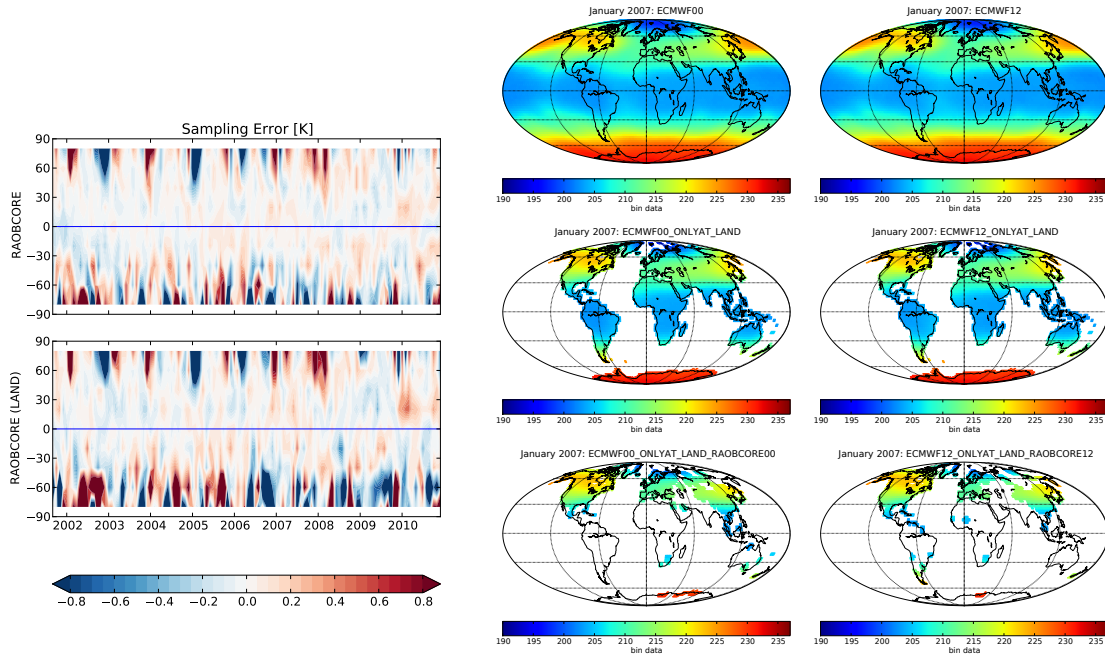 Sampling Error [K]
RAOBCORE
90
60
30
0
−30
−60
−90
RAOBCORE (LAND)
90
60
30
0
−30
−60
−90
2002 2003 2004 2005 2006 2007 2008 2009 2010
−0.8 −0.6 −0.4 −0.2 0.0 0.2 0.4 0.6 0.8
January 2007: ECMWF00
190 195 200 205 210 215 220 225 230 235
bin data
January 2007: ECMWF12
190 195 200 205 210 215 220 225 230 235
bin data
January 2007: ECMWF00_ONLYAT_LAND
190 195 200 205 210 215 220 225 230 235
bin data
January 2007: ECMWF12_ONLYAT_LAND
190 195 200 205 210 215 220 225 230 235
bin data
January 2007: ECMWF00_ONLYAT_LAND_RAOBCORE00
190 195 200 205 210 215 220 225 230 235
bin data
January 2007: ECMWF12_ONLYAT_LAND_RAOBCORE12
190 195 200 205 210 215 220 225 230 235
bin data